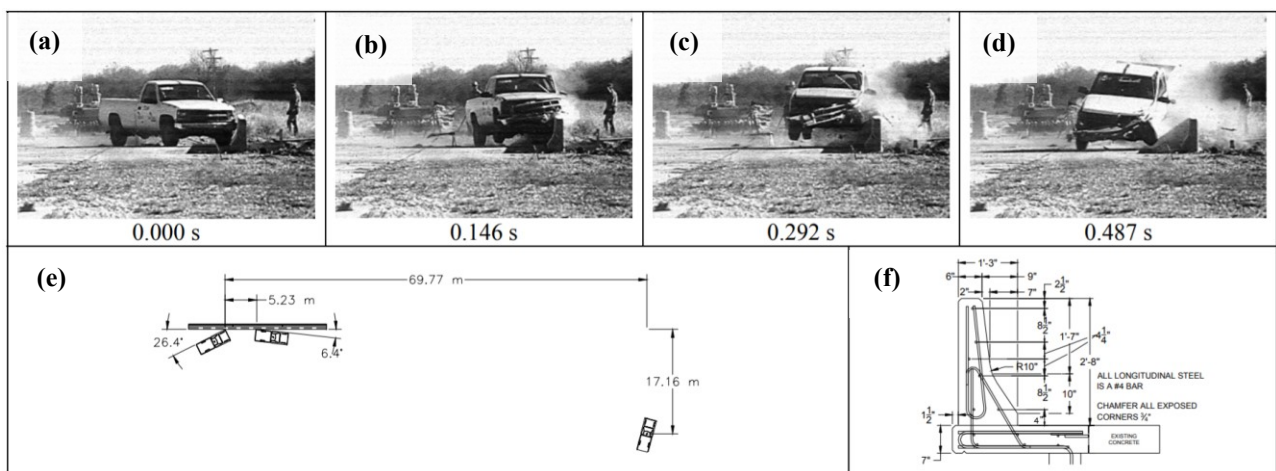 (a)
(b)
(c)
(d)
0.000 s
0.146 s
0.292 s
0.487 s
(e)
69.77 m
5.23 m
26.4°
6.4°
17.16 m
(f)
1'-3"
6"
9"
2"
7"
2½"
8½"
1'-7"
4¼"
2'-8"
R10"
8½"
10"
4"
1½"
7"
ALL LONGITUDINAL STEEL
IS A #4 BAR
CHAMFER ALL EXPOSED
CORNERS ¾"
EXISTING
CONCRETE